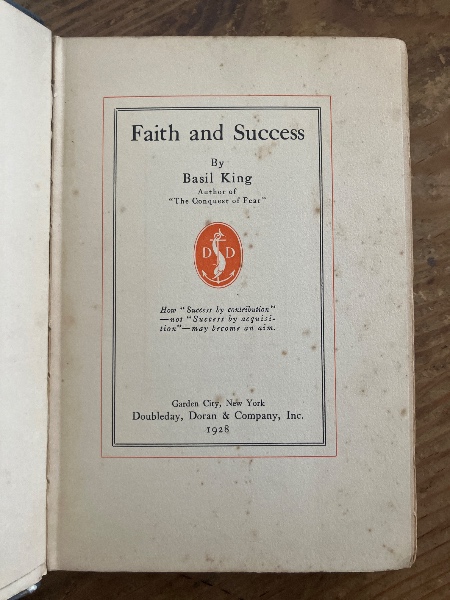 Faith and Success
By
Basil King
Author of
"The Conquest of Fear"
D D
How "Success by contribution"
—not "Success by acquisi-
tion"—may become an aim.
Garden City, New York
Doubleday, Doran & Company, Inc.
1928